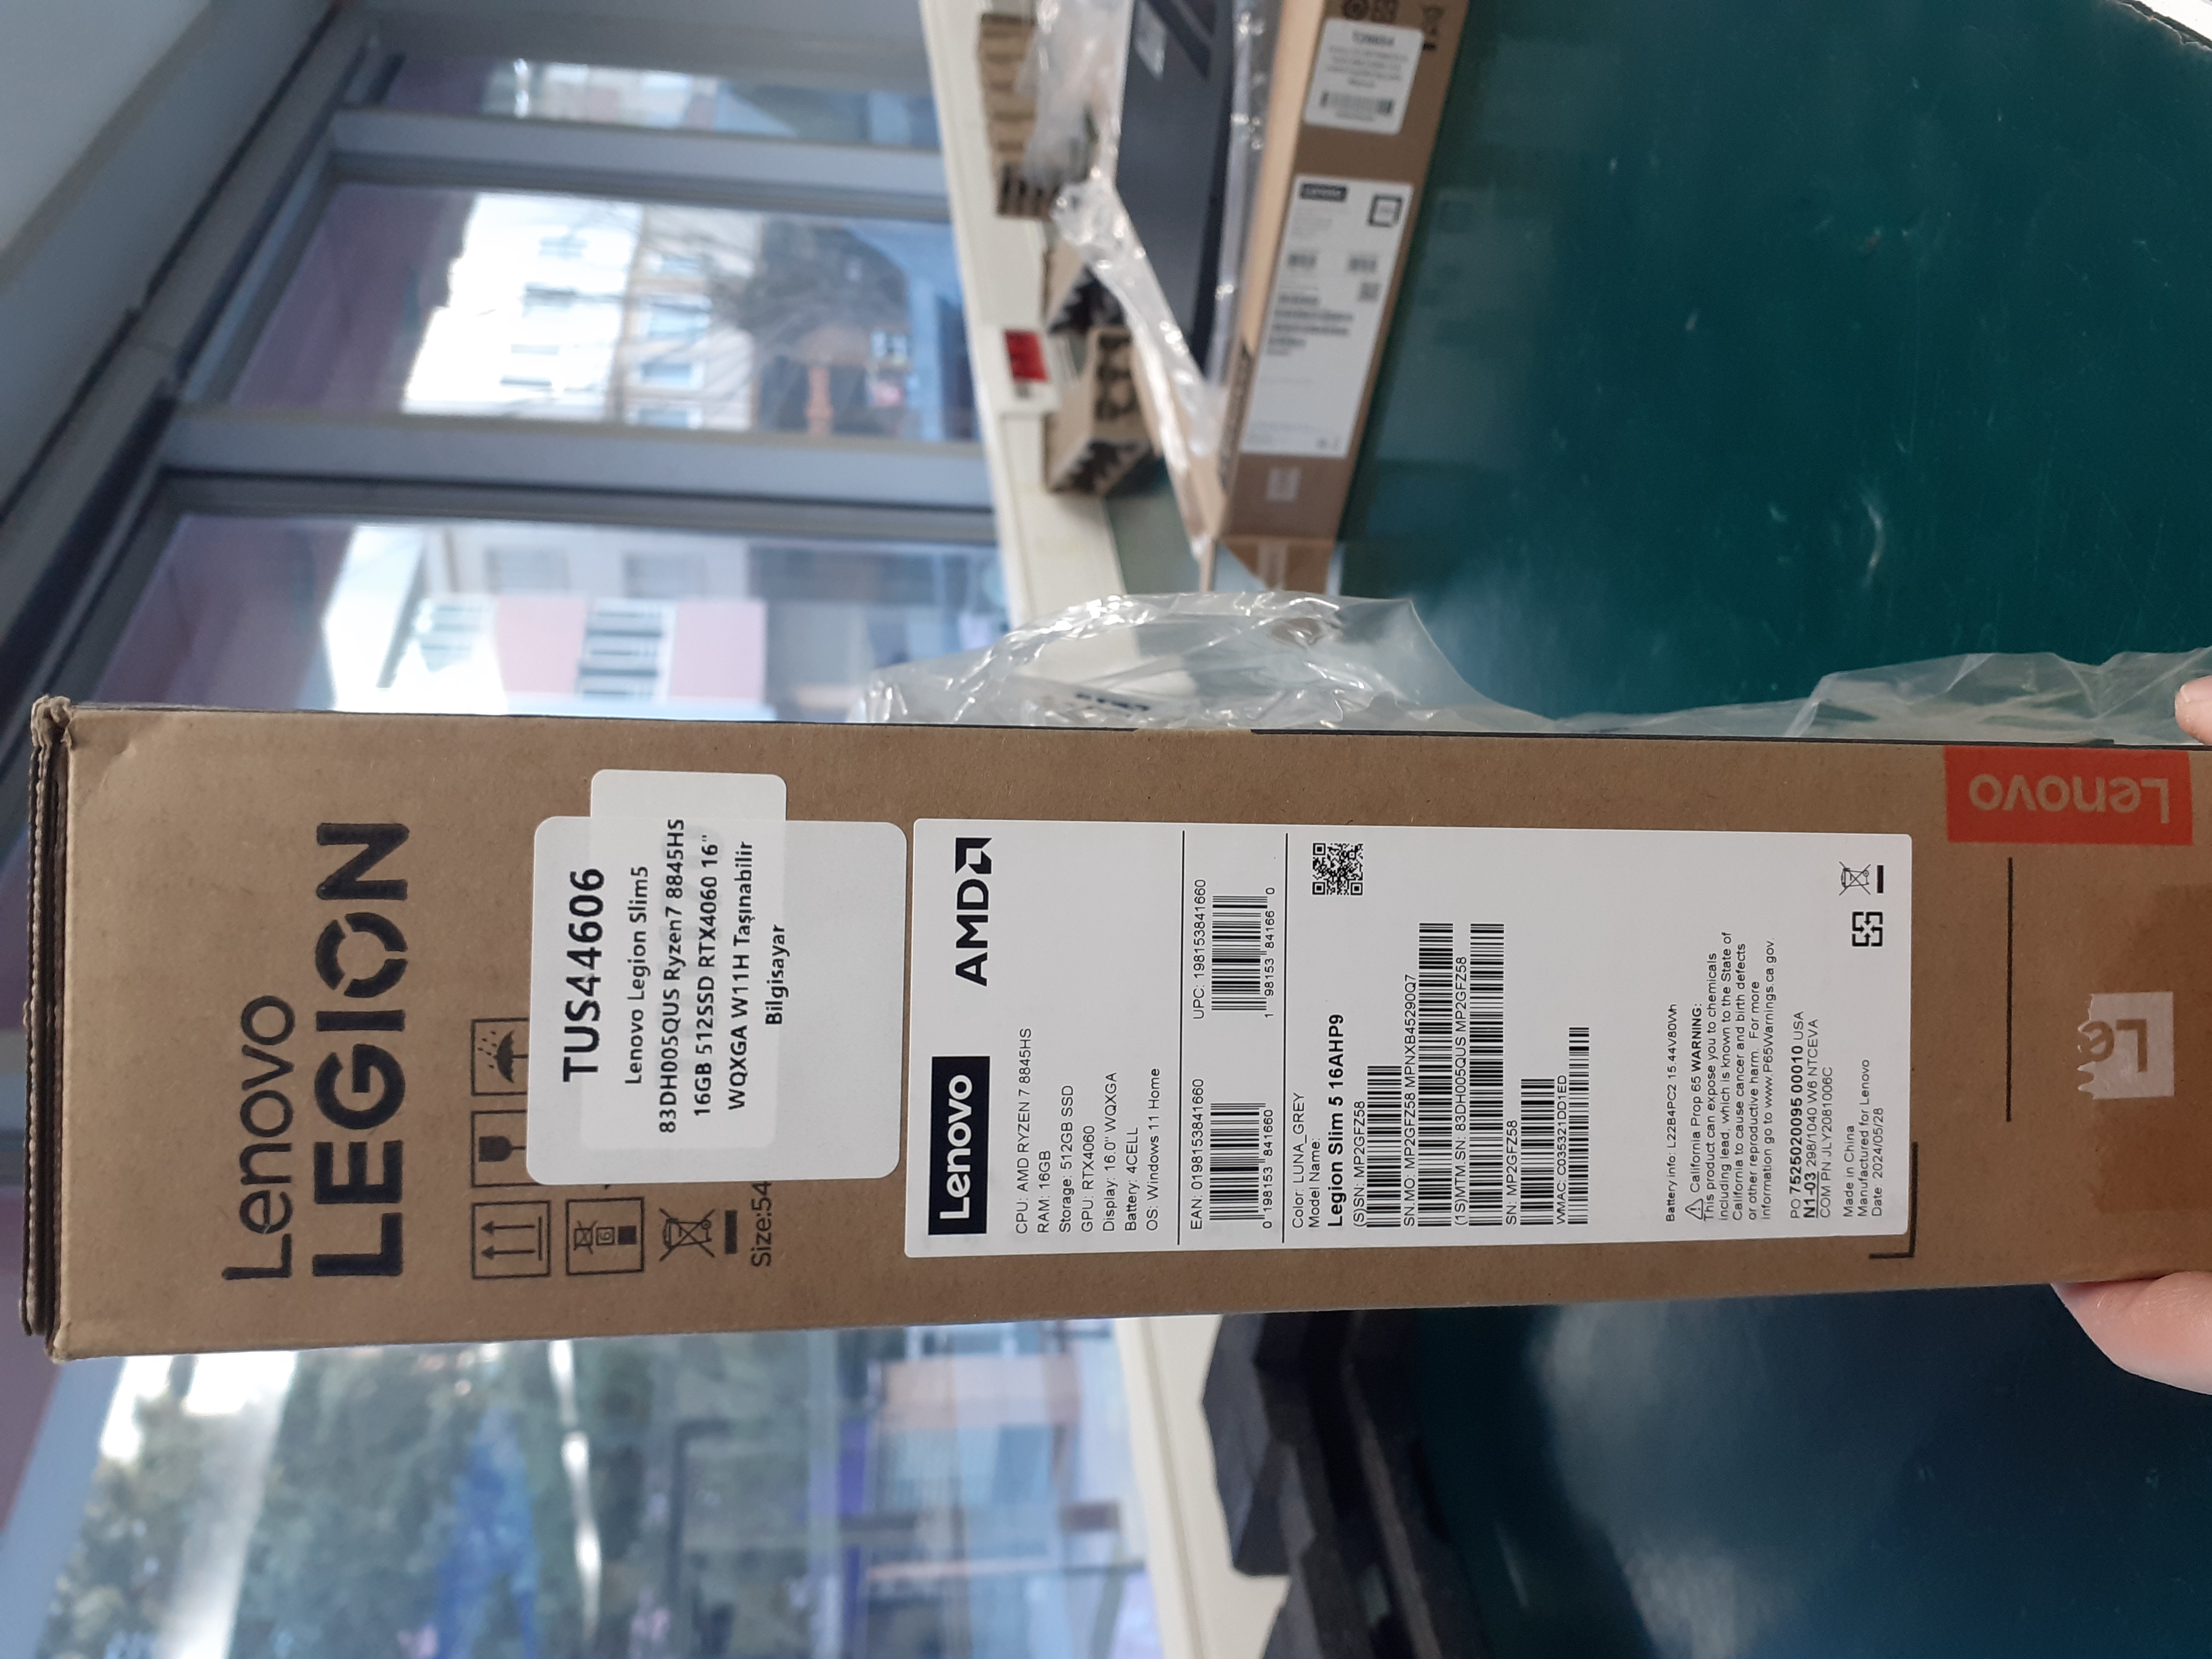 Lenovo
LEGION
Size:54
TUS44606
Lenovo Legion Slim5
83DH005QUS Ryzen7 8845HS
16GB 512SSD RTX4060 16"
WQXGA W11H Taşınabilir
Bilgisayar
Lenovo
AMD
CPU: AMD RYZEN 7 8845HS
RAM: 16GB
Storage: 512GB SSD
GPU: RTX4060
Display: 16.0" WQXGA
Battery: 4CELL
OS: Windows 11 Home
EAN: 0198153841660
0 198153 841660
UPC: 198153841660
1 98153 84166 0
Color: LUNA_GREY
Model Name:
Legion Slim 5 16AHP9
(S)SN: MP2GFZ58
SN.MO: MP2GFZ58 MPNXB45290Q7
(1S)MTM.SN: 83DH005QUS MP2GFZ58
SN: MP2GFZ58
WMAC: C035321DD1ED
Battery info: L22B4PC2 15.44V80Wh
California Prop 65 WARNING:
This product can expose you to chemicals
including lead, which is known to the State of
California to cause cancer and birth defects
or other reproductive harm. For more
information go to www.P65Warnings.ca.gov
PO 7525020095 00010 USA
N1-03 298/1040 W6 NTCEVA
COM PN:JLY2081006C
Made in China
Manufactured for Lenovo
Date 2024/05/28
Lenovo
Le